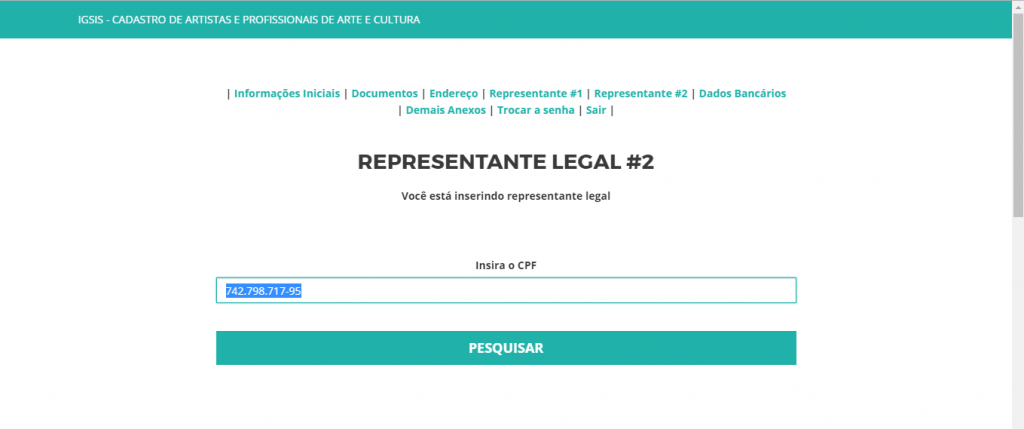 IGSIS - CADASTRO DE ARTISTAS E PROFISSIONAIS DE ARTE E CULTURA
| Informações Iniciais | Documentos | Endereço | Representante #1 | Representante #2 | Dados Bancários
| Demais Anexos | Trocar a senha | Sair |
REPRESENTANTE LEGAL #2
Você está inserindo representante legal
Insira o CPF
742.798.717-95
PESQUISAR